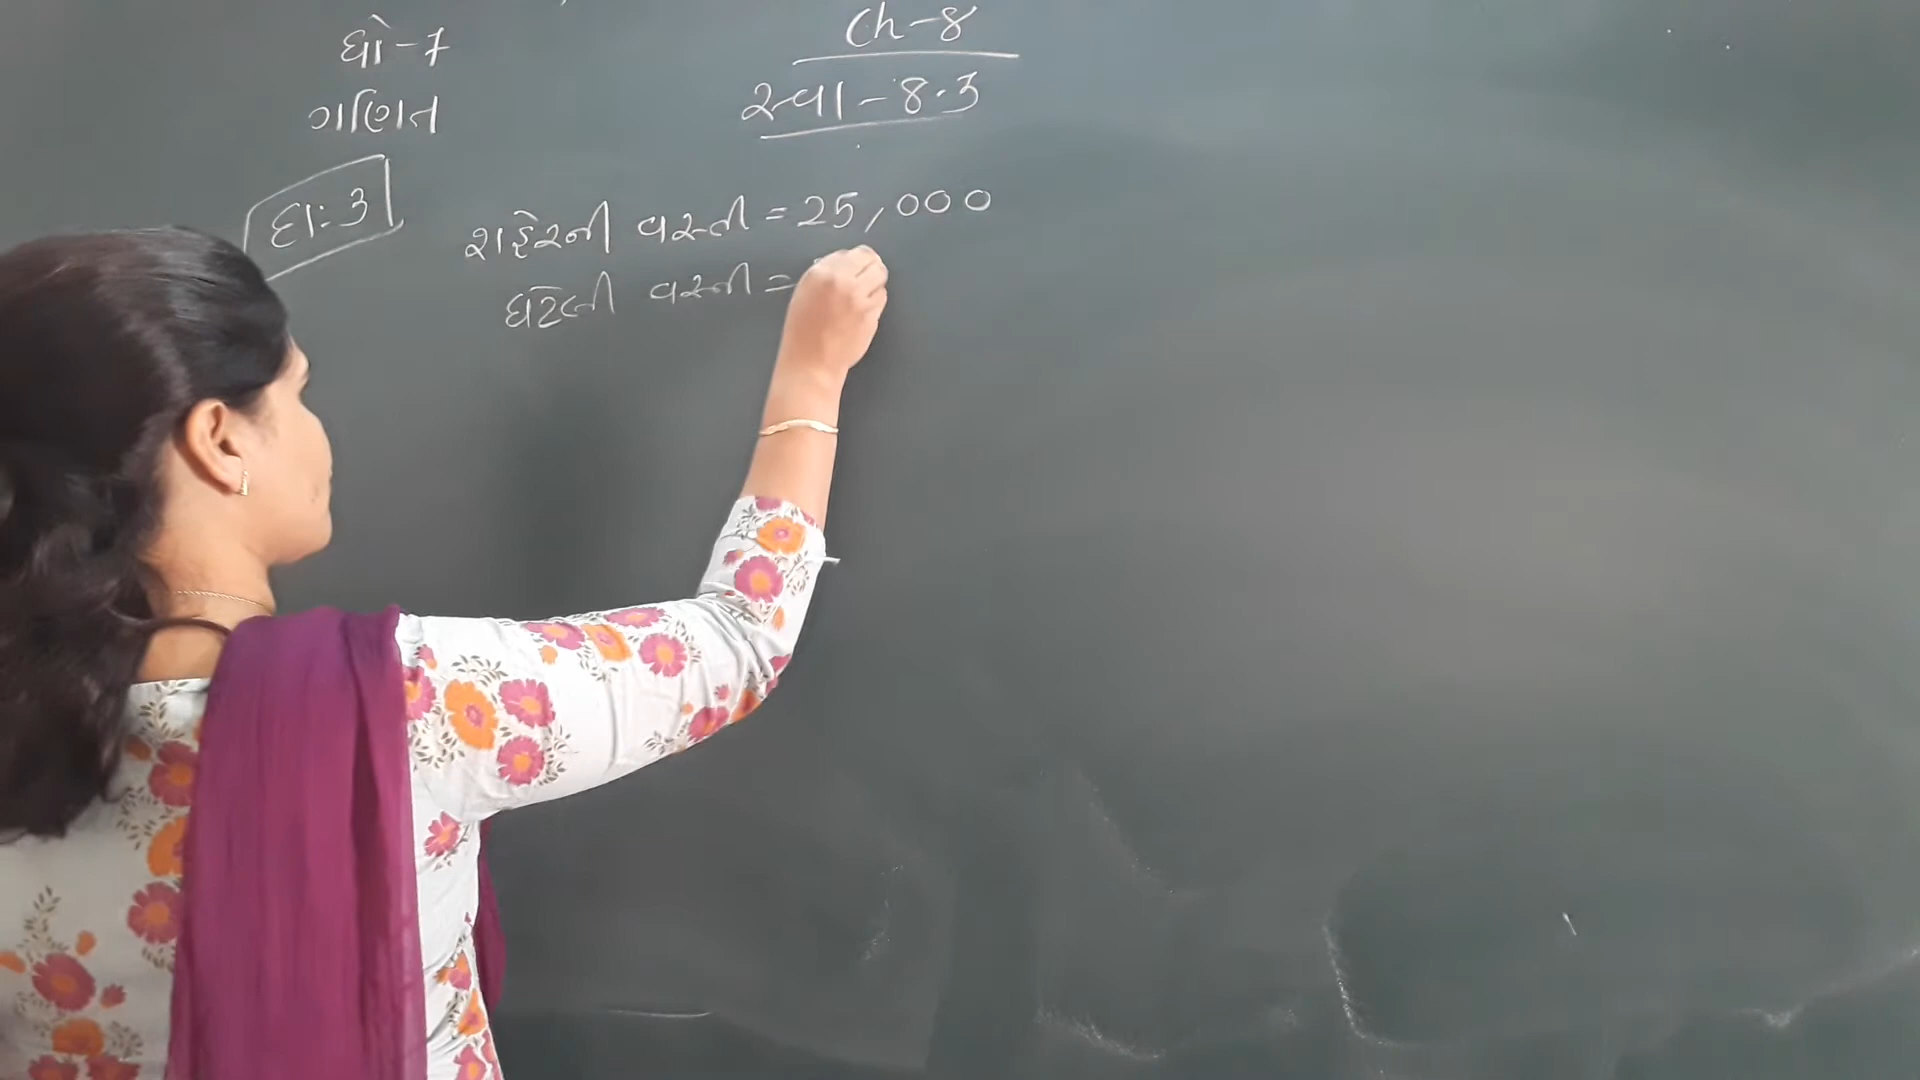 ધો-7
ગણિત
Ch-8
સ્વા-8.3
દા:3
શહેરની વસ્તી = 25,000
ઘટેલી વસ્તી =